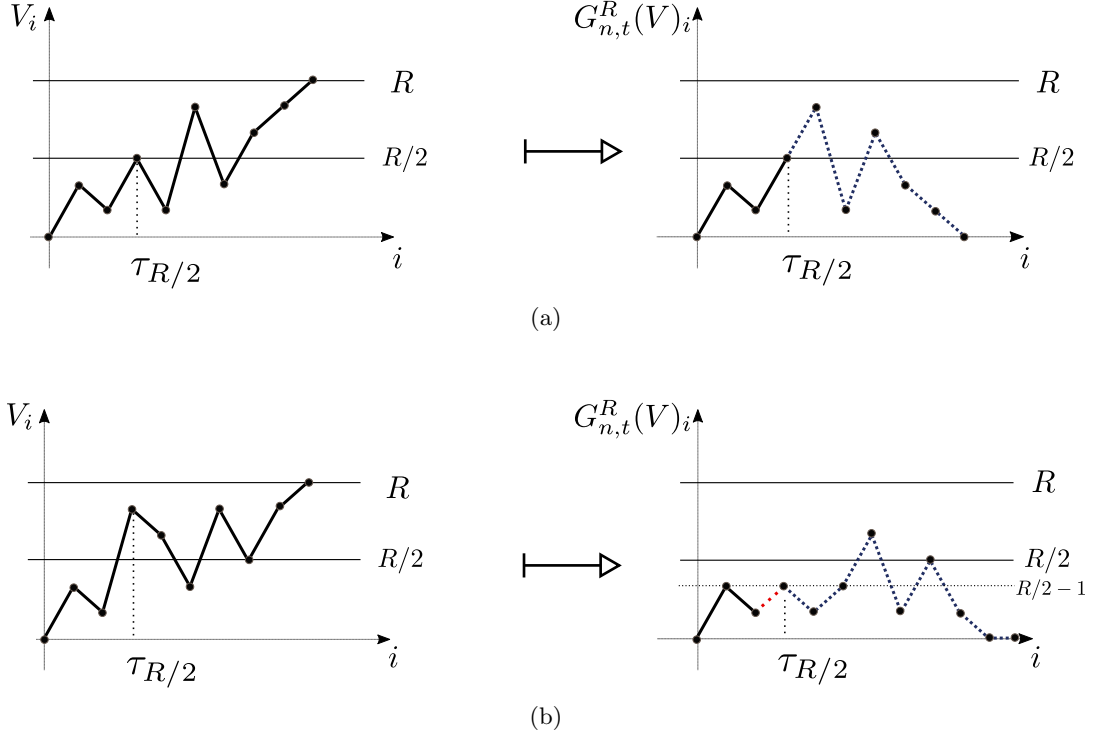 V_i
R
R/2
τ_{R/2}
i
G^R_{n,t}(V)_i
R
R/2
τ_{R/2}
i
(a)
V_i
R
R/2
τ_{R/2}
i
G^R_{n,t}(V)_i
R
R/2
R/2 − 1
τ_{R/2}
i
(b)